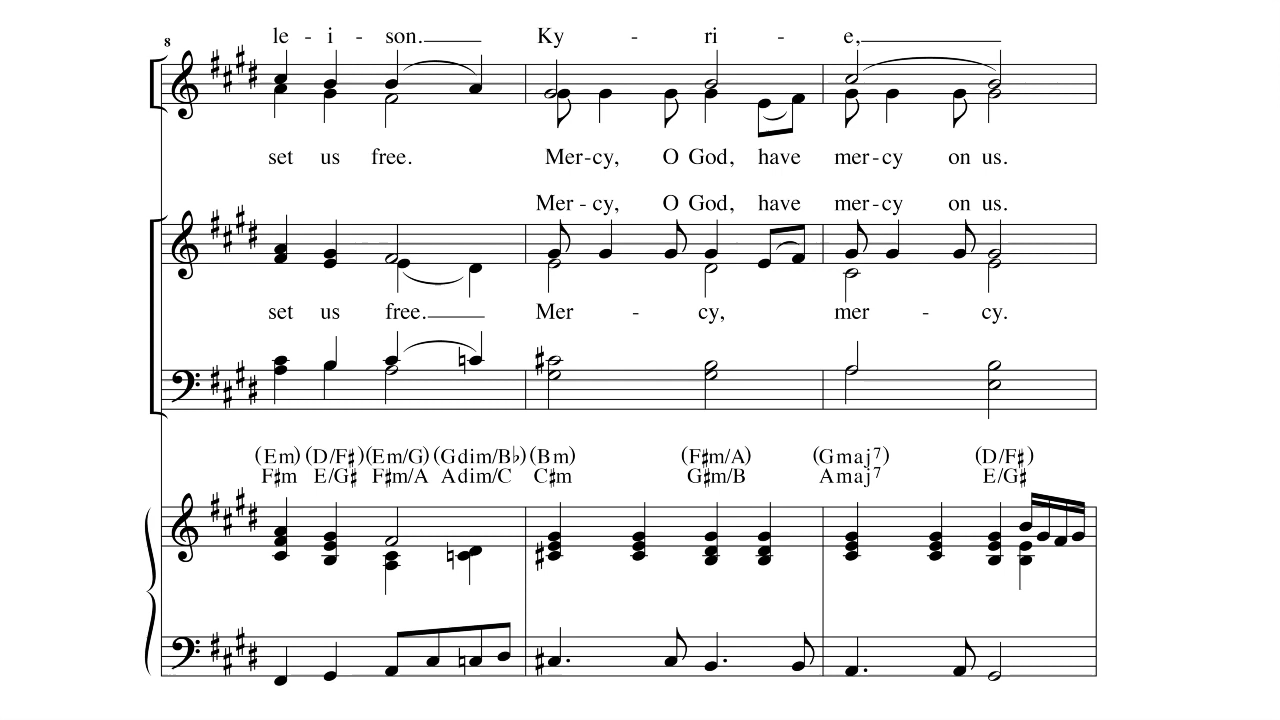 8
le - i - son.
Ky - ri - e,
set us free. Mer-cy, O God, have mer-cy on us.
Mer - cy, O God, have mer-cy on us.
set us free. Mer - cy, mer - cy.
(Em) (D/F♯) (Em/G) (Gdim/B♭) (Bm) (F♯m/A) (Gmaj7) (D/F♯)
F♯m E/G♯ F♯m/A Adim/C C♯m G♯m/B Amaj7 E/G♯